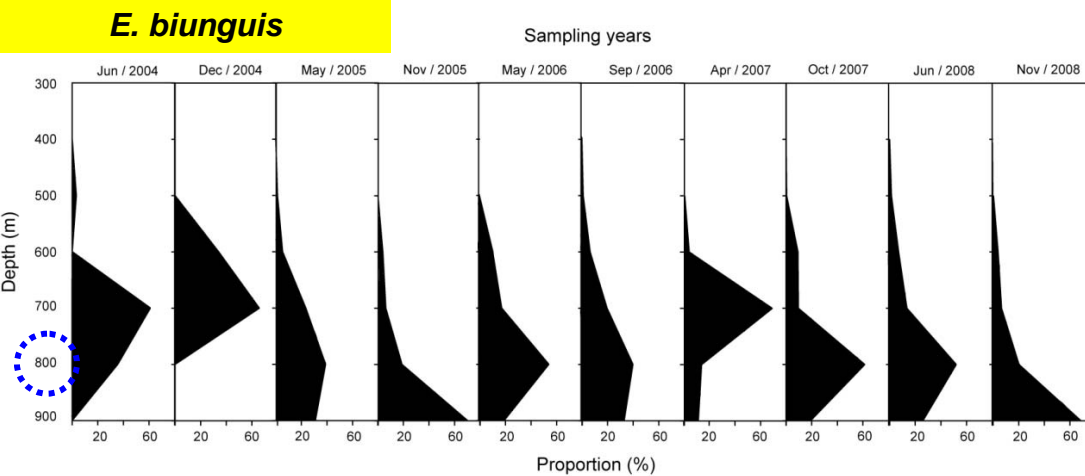 E. biunguis
Sampling years
Jun / 2004 Dec / 2004 May / 2005 Nov / 2005 May / 2006 Sep / 2006 Apr / 2007 Oct / 2007 Jun / 2008 Nov / 2008
300
400
500
600
700
800
900
Depth (m)
20 60 20 60 20 60 20 60 20 60 20 60 20 60 20 60 20 60 20 60
Proportion (%)